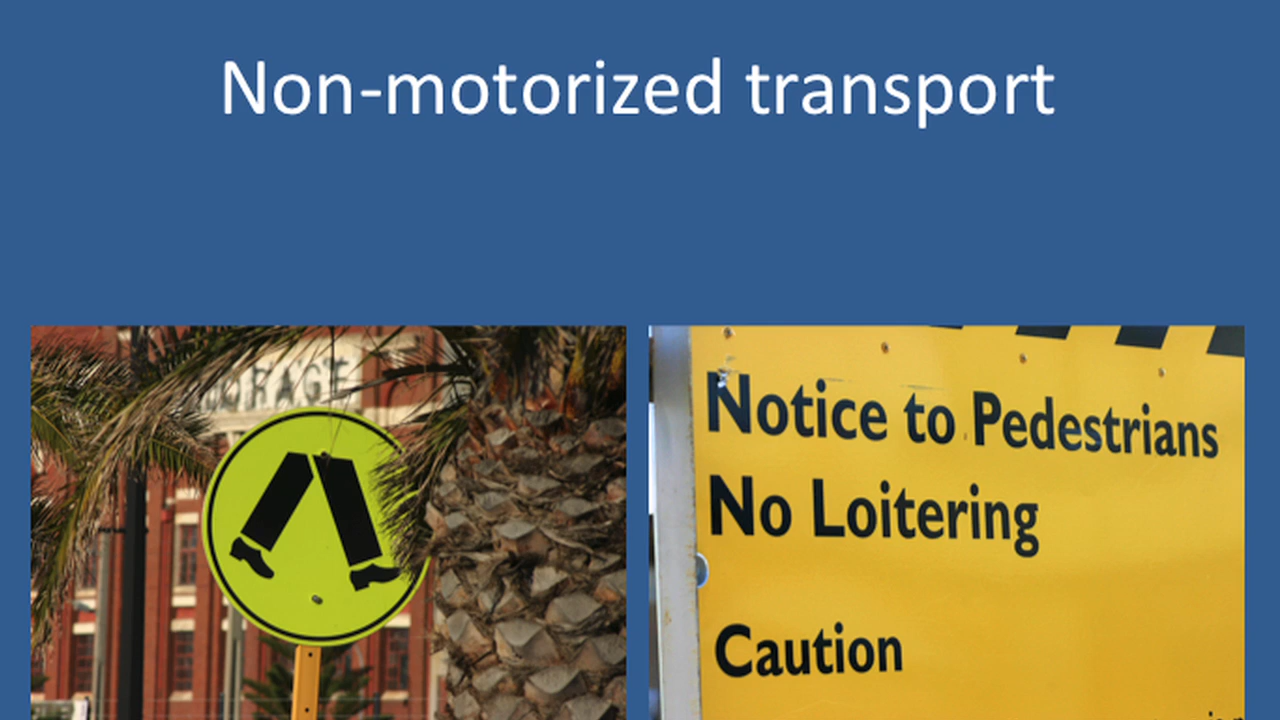 Non-motorized transport
ORAGE
Notice to Pedestrians
No Loitering
Caution